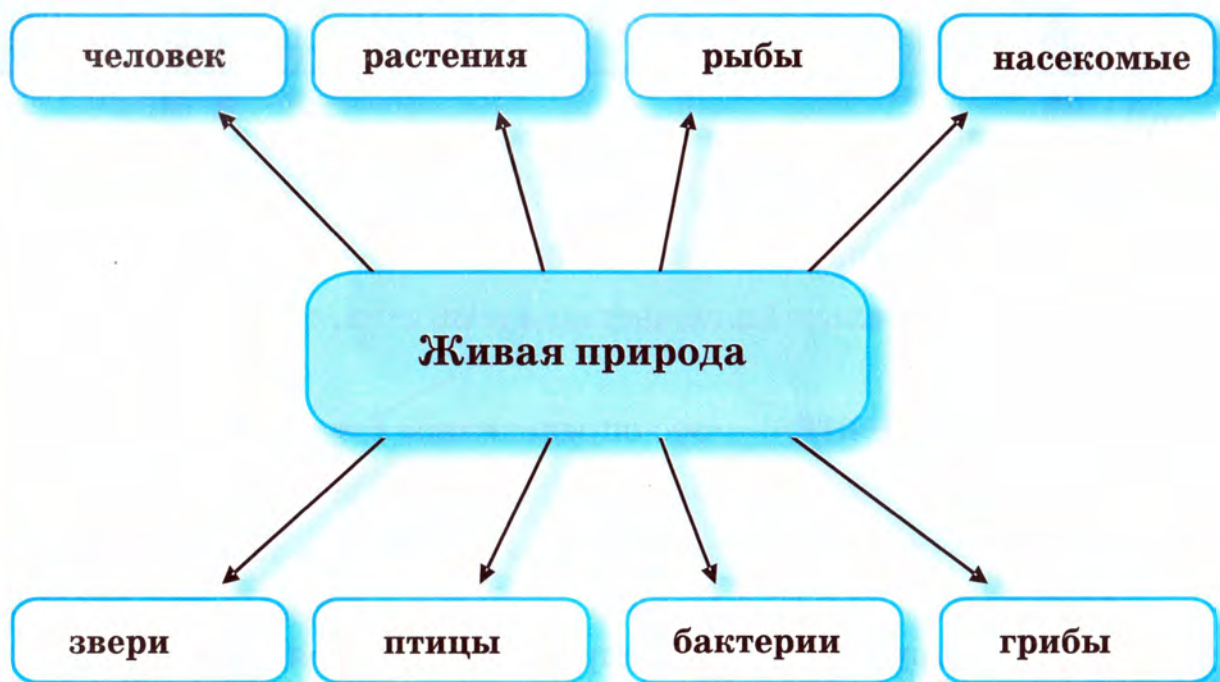 человек растения рыбы насекомые
Живая природа
звери птицы бактерии грибы